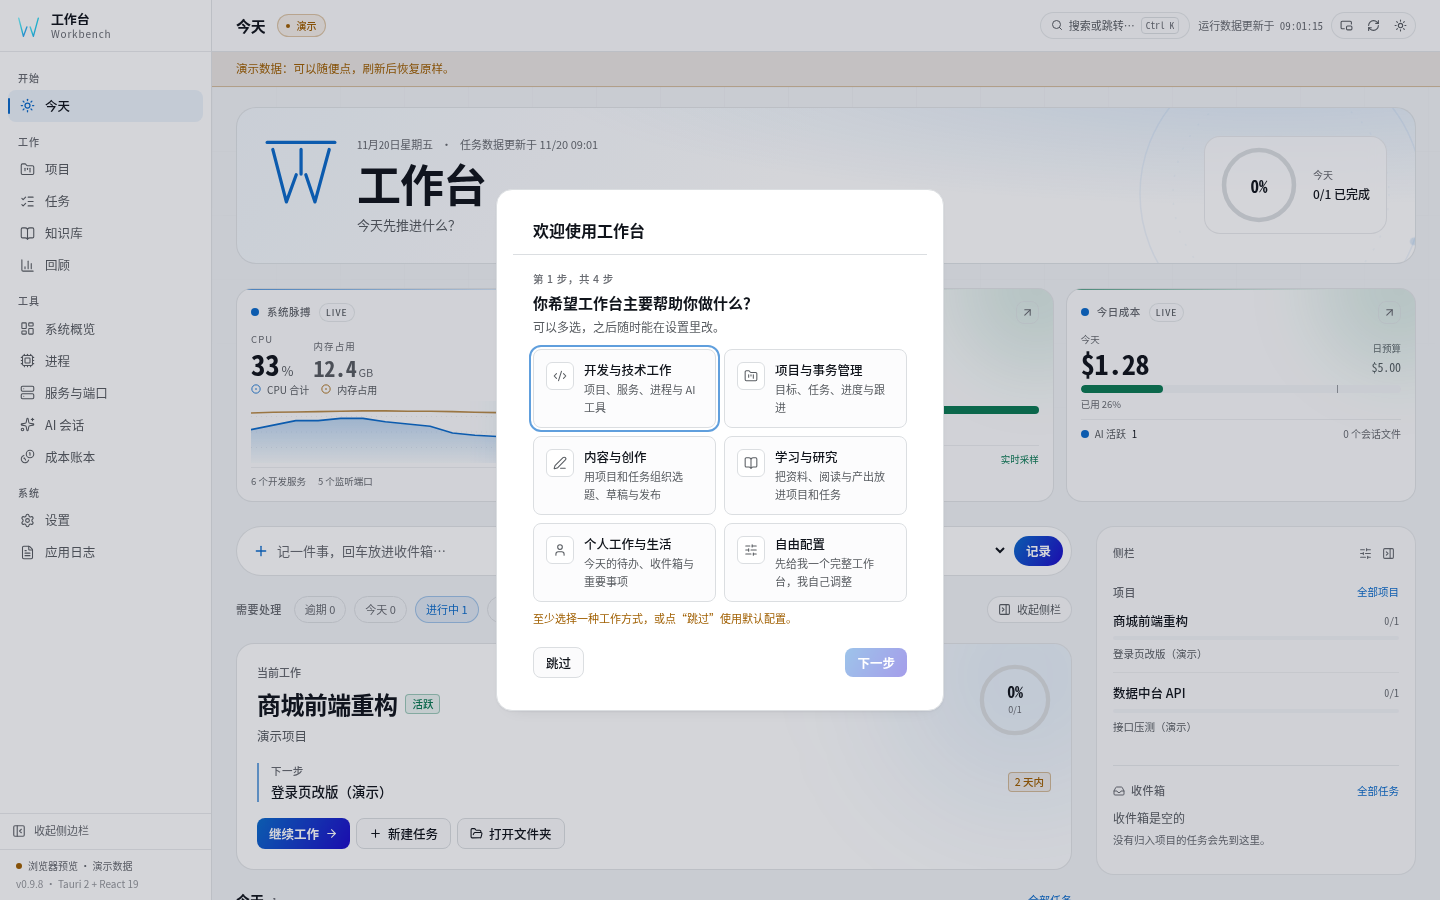 工作台
Workbench
开始
今天
工作
项目
任务
知识库
回顾
工具
系统概览
进程
服务与端口
AI 会话
成本账本
系统
设置
应用日志
收起侧边栏
浏览器预览 · 演示数据
v0.9.8 · Tauri 2 + React 19
今天
演示
搜索或跳转…
Ctrl K
运行数据更新于 09:01:15
演示数据：可以随便点，刷新后恢复原样。
11月20日星期五 · 任务数据更新于 11/20 09:01
工作台
今天先推进什么？
0%
今天
0/1 已完成
系统脉搏
LIVE
CPU
33%
内存占用
12.4GB
CPU 合计
内存占用
6 个开发服务
5 个监听端口
实时采样
今日成本
LIVE
今天
$1.28
日预算
$5.00
已用 26%
AI 活跃 1
0 个会话文件
记一件事，回车放进收件箱…
记录
需要处理
逾期 0
今天 0
进行中 1
收起侧栏
当前工作
商城前端重构
活跃
演示项目
0%
0/1
下一步
登录页改版（演示）
2 天内
继续工作
新建任务
打开文件夹
侧栏
项目
全部项目
商城前端重构
0/1
登录页改版（演示）
数据中台 API
0/1
接口压测（演示）
收件箱
全部任务
收件箱是空的
没有归入项目的任务会先到这里。
欢迎使用工作台
第 1 步，共 4 步
你希望工作台主要帮助你做什么？
可以多选，之后随时能在设置里改。
开发与技术工作
项目、服务、进程与 AI
工具
项目与事务管理
目标、任务、进度与跟
进
内容与创作
用项目和任务组织选
题、草稿与发布
学习与研究
把资料、阅读与产出放
进项目和任务
个人工作与生活
今天的待办、收件箱与
重要事项
自由配置
先给我一个完整工作
台，我自己调整
至少选择一种工作方式，或点“跳过”使用默认配置。
跳过
下一步